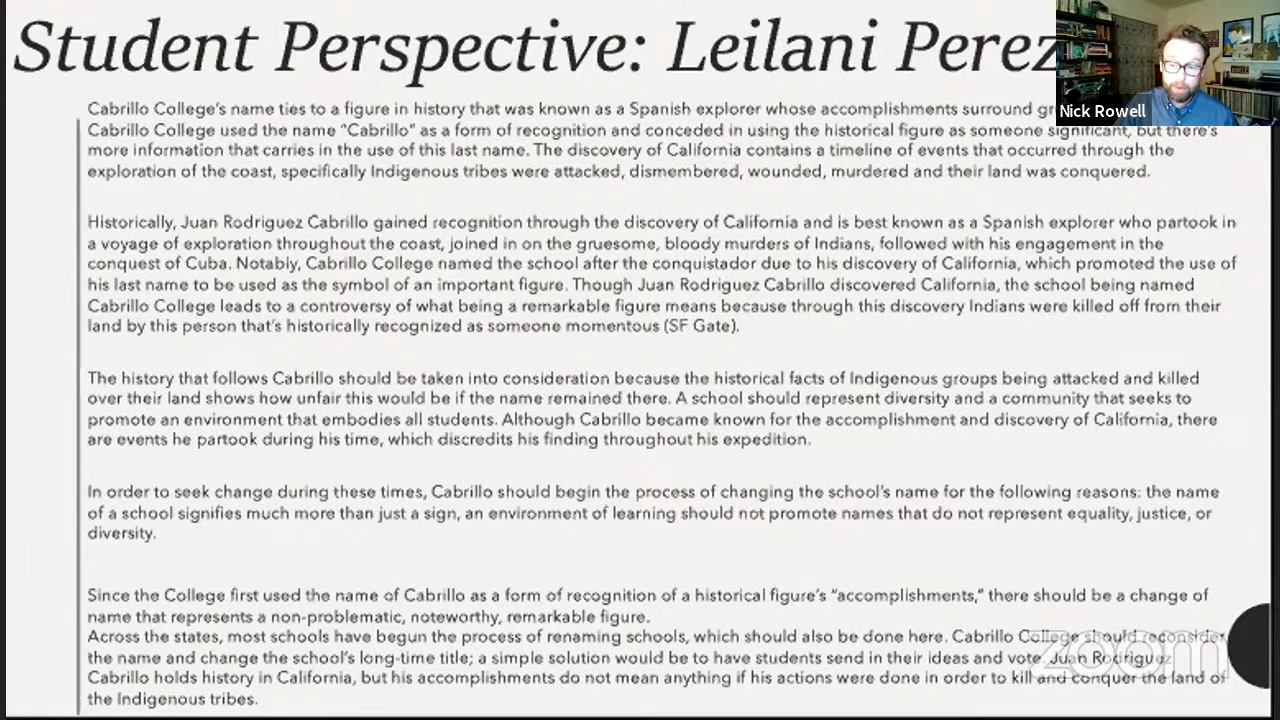 Student Perspective: Leilani Perez
Nick Rowell
Cabrillo College's name ties to a figure in history that was known as a Spanish explorer whose accomplishments surround
Cabrillo College used the name "Cabrillo" as a form of recognition and conceded in using the historical figure as someone significant, but there's
more information that carries in the use of this last name. The discovery of California contains a timeline of events that occurred through the
exploration of the coast, specifically Indigenous tribes were attacked, dismembered, wounded, murdered and their land was conquered.
Historically, Juan Rodriguez Cabrillo gained recognition through the discovery of California and is best known as a Spanish explorer who partook in
a voyage of exploration throughout the coast, joined in on the gruesome, bloody murders of Indians, followed with his engagement in the
conquest of Cuba. Notably, Cabrillo College named the school after the conquistador due to his discovery of California, which promoted the use of
his last name to be used as the symbol of an important figure. Though Juan Rodriguez Cabrillo discovered California, the school being named
Cabrillo College leads to a controversy of what being a remarkable figure means because through this discovery Indians were killed off from their
land by this person that's historically recognized as someone momentous (SF Gate).
The history that follows Cabrillo should be taken into consideration because the historical facts of Indigenous groups being attacked and killed
over their land shows how unfair this would be if the name remained there. A school should represent diversity and a community that seeks to
promote an environment that embodies all students. Although Cabrillo became known for the accomplishment and discovery of California, there
are events he partook during his time, which discredits his finding throughout his expedition.
In order to seek change during these times, Cabrillo should begin the process of changing the school's name for the following reasons: the name
of a school signifies much more than just a sign, an environment of learning should not promote names that do not represent equality, justice, or
diversity.
Since the College first used the name of Cabrillo as a form of recognition of a historical figure's "accomplishments," there should be a change of
name that represents a non-problematic, noteworthy, remarkable figure.
Across the states, most schools have begun the process of renaming schools, which should also be done here. Cabrillo College should reconsider
the name and change the school's long-time title; a simple solution would be to have students send in their ideas and vote. Juan Rodriguez
Cabrillo holds history in California, but his accomplishments do not mean anything if his actions were done in order to kill and conquer the land of
the Indigenous tribes.
zoom